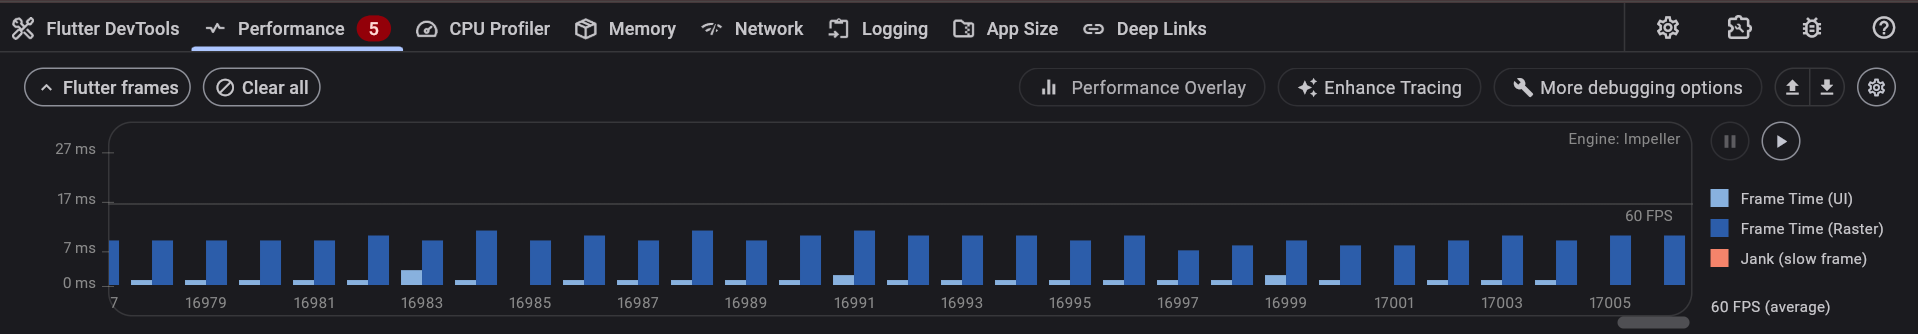 Flutter DevTools Performance 5 CPU Profiler Memory Network Logging App Size Deep Links
Flutter frames Clear all Performance Overlay Enhance Tracing More debugging options
Engine: Impeller
27 ms
17 ms
60 FPS
7 ms
0 ms
7 16979 16981 16983 16985 16987 16989 16991 16993 16995 16997 16999 17001 17003 17005
Frame Time (UI)
Frame Time (Raster)
Jank (slow frame)
60 FPS (average)